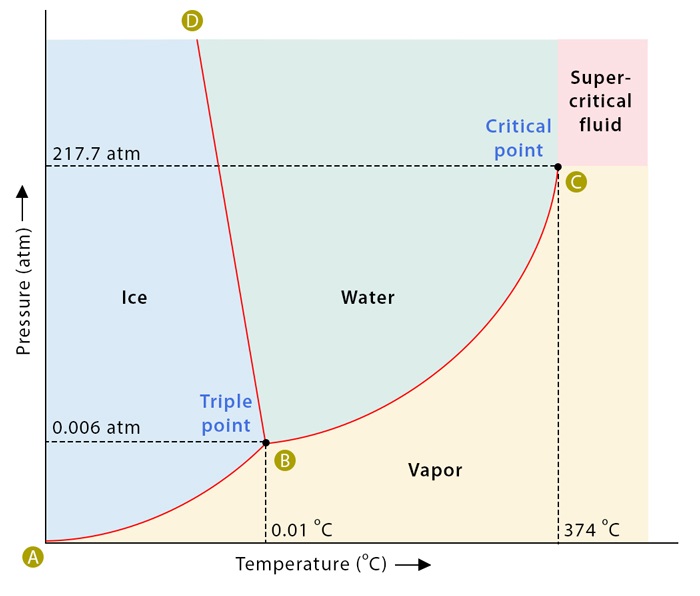 D
Super-
critical
fluid
Critical
point
217.7 atm
C
Pressure (atm)
Ice
Water
Triple
point
0.006 atm
B
Vapor
0.01 °C
374 °C
A
Temperature (°C)